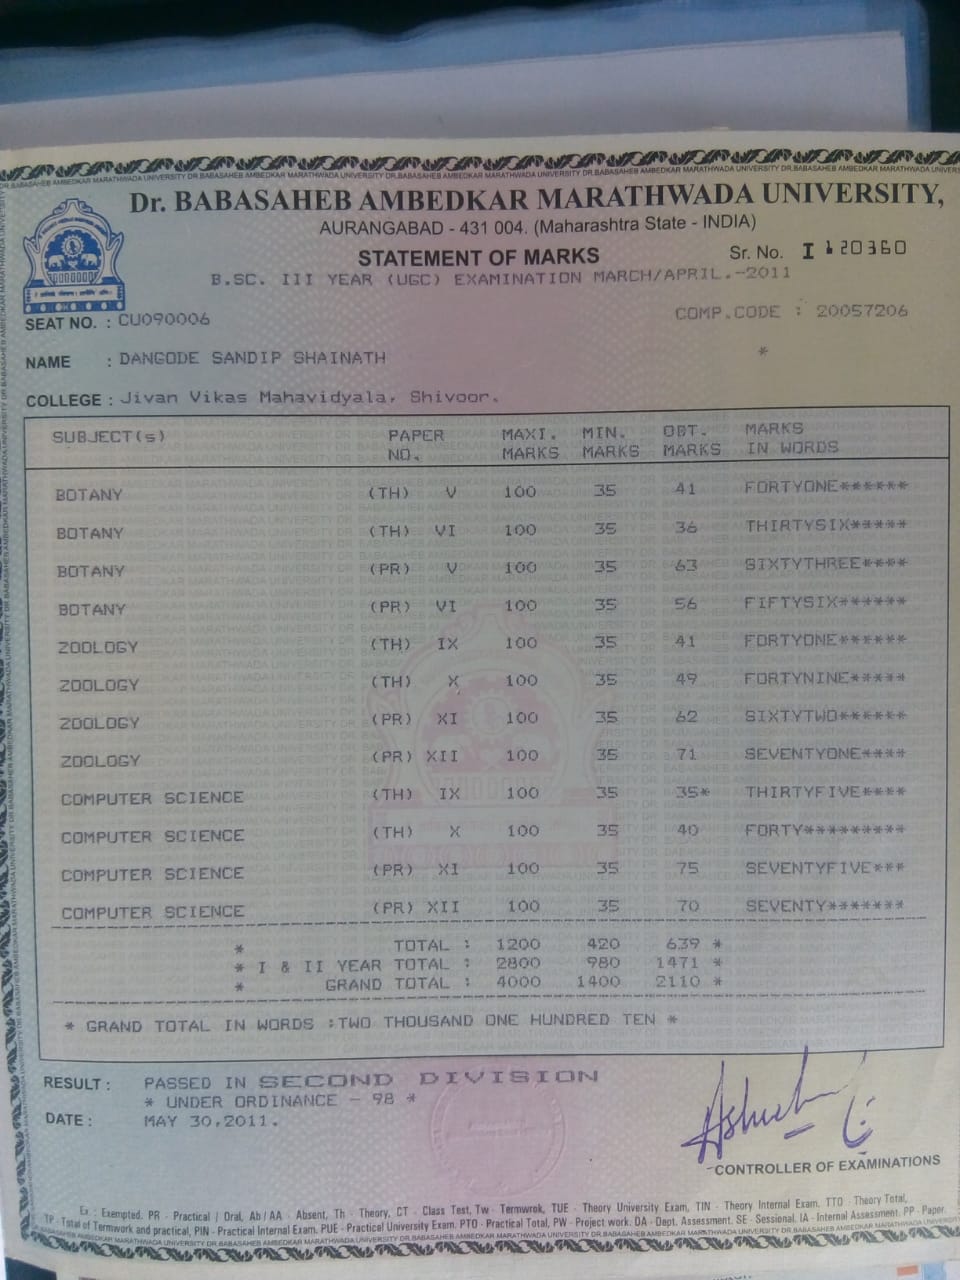 Dr. BABASAHEB AMBEDKAR MARATHWADA UNIVERSITY,
AURANGABAD - 431 004. (Maharashtra State - INDIA)
STATEMENT OF MARKS
Sr. No. I 120360
B.SC. III YEAR (UGC) EXAMINATION MARCH/APRIL.-2011
SEAT NO. : CU090006
COMP.CODE : 20057206
NAME : DANGODE SANDIP SHAINATH *
COLLEGE : Jivan Vikas Mahavidyala, Shivoor.
SUBJECT(s) PAPER NO. MAXI. MARKS MIN. MARKS OBT. MARKS MARKS IN WORDS
BOTANY (TH) V 100 35 41 FORTYONE******
BOTANY (TH) VI 100 35 36 THIRTYSIX*****
BOTANY (PR) V 100 35 63 SIXTYTHREE****
BOTANY (PR) VI 100 35 56 FIFTYSIX******
ZOOLOGY (TH) IX 100 35 41 FORTYONE******
ZOOLOGY (TH) X 100 35 49 FORTYNINE*****
ZOOLOGY (PR) XI 100 35 62 SIXTYTWO******
ZOOLOGY (PR) XII 100 35 71 SEVENTYONE****
COMPUTER SCIENCE (TH) IX 100 35 35* THIRTYFIVE****
COMPUTER SCIENCE (TH) X 100 35 40 FORTY*********
COMPUTER SCIENCE (PR) XI 100 35 75 SEVENTYFIVE***
COMPUTER SCIENCE (PR) XII 100 35 70 SEVENTY*******
* TOTAL : 1200 420 639 *
* I & II YEAR TOTAL : 2800 980 1471 *
* GRAND TOTAL : 4000 1400 2110 *
* GRAND TOTAL IN WORDS :TWO THOUSAND ONE HUNDRED TEN *
RESULT : PASSED IN SECOND DIVISION
* UNDER ORDINANCE - 98 *
DATE : MAY 30,2011.
CONTROLLER OF EXAMINATIONS
Ex : Exempted. PR - Practical / Oral, Ab / AA - Absent, Th - Theory, CT - Class Test, Tw - Termwrok, TUE - Theory University Exam, TIN - Theory Internal Exam, TTO - Theory Total,
TP - Total of Termwork and practical, PIN - Practical Internal Exam, PUE - Practical University Exam. PTO - Practical Total, PW - Project work. DA - Dept. Assessment. SE - Sessional. IA - Internal Assessment. PP - Paper.